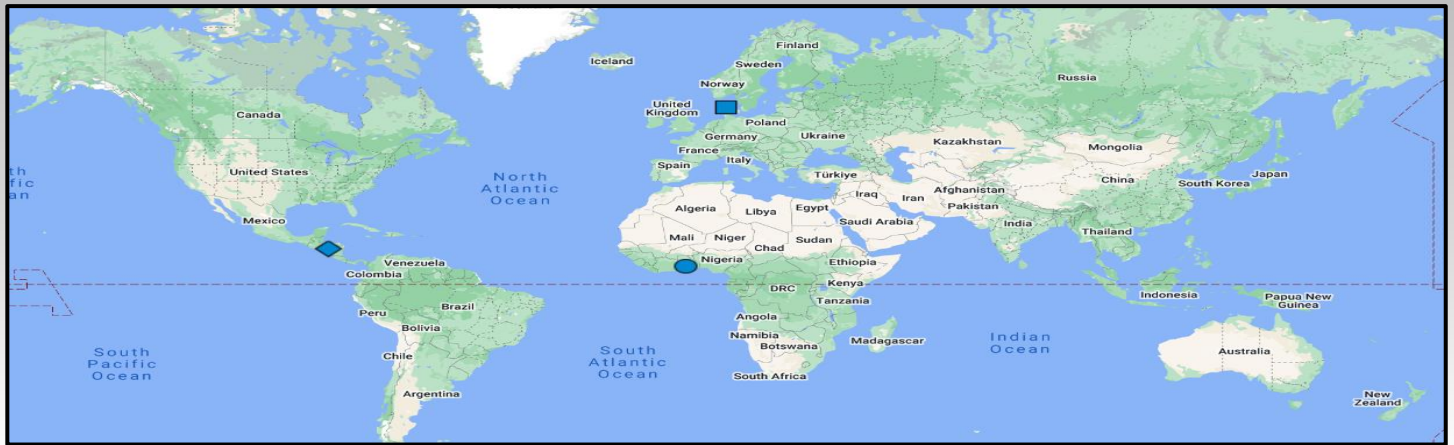 Iceland
Finland
Sweden
Norway
Russia
United
Kingdom
Canada
Poland
Germany
Ukraine
France
Kazakhstan
Mongolia
Spain
Italy
United States
North
Atlantic
Ocean
Türkiye
China
Japan
South Korea
th
fic
an
Iraq
Iran
Afghanistan
Pakistan
Algeria
Libya
Egypt
Mexico
Saudi Arabia
India
Thailand
Mali
Niger
Chad
Sudan
Venezuela
Nigeria
Ethiopia
Colombia
Kenya
DRC
Indonesia
Papua New
Guinea
Tanzania
Brazil
Peru
Angola
Bolivia
Namibia
Botswana
Madagascar
Indian
Ocean
South
Pacific
Ocean
Chile
South
Atlantic
Ocean
Australia
South Africa
Argentina
New
Zealand